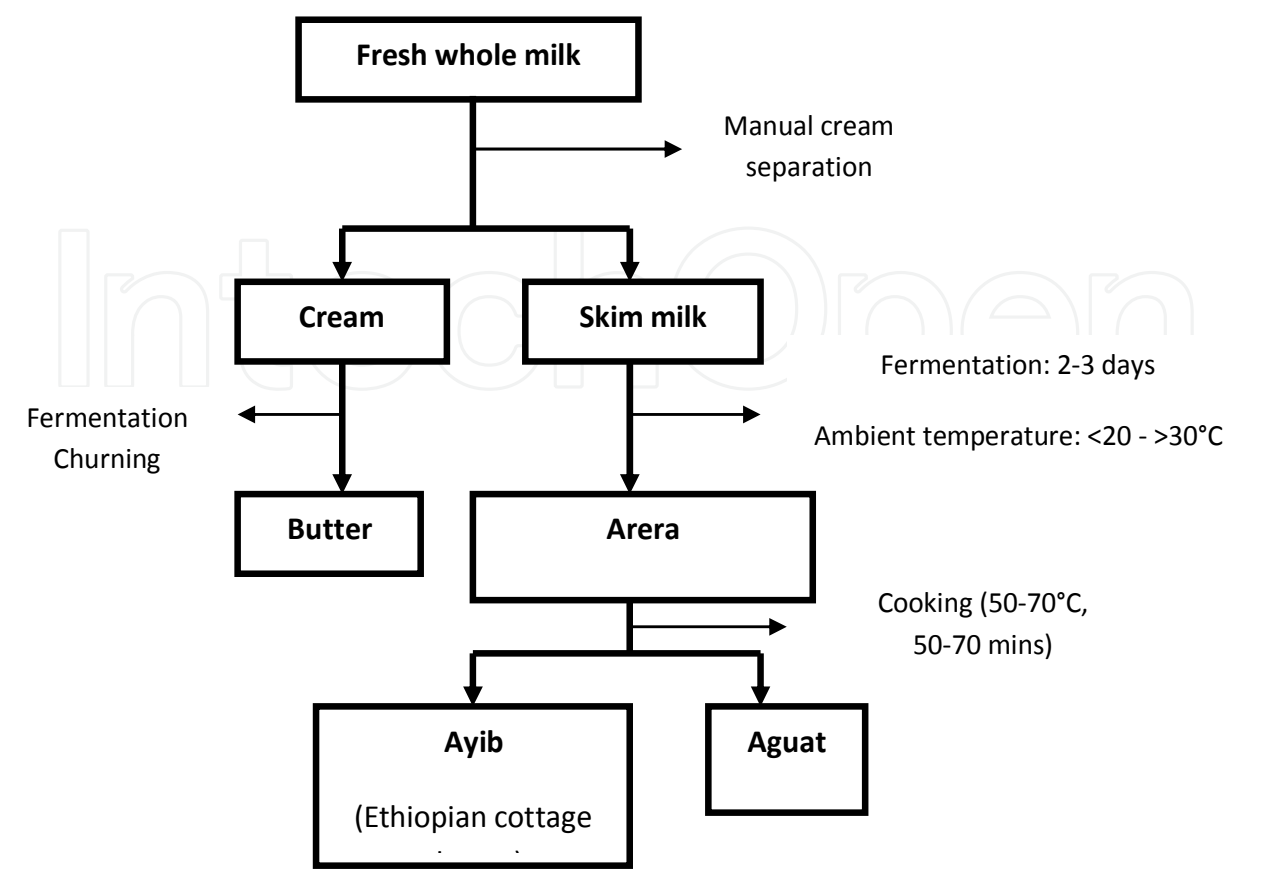 Fresh whole milk
Manual cream
separation
IntechOpen
Cream
Skim milk
Fermentation: 2-3 days
Fermentation
Churning
Ambient temperature: <20 - >30°C
Butter
Arera
Cooking (50-70°C,
50-70 mins)
Ayib
Aguat
(Ethiopian cottage